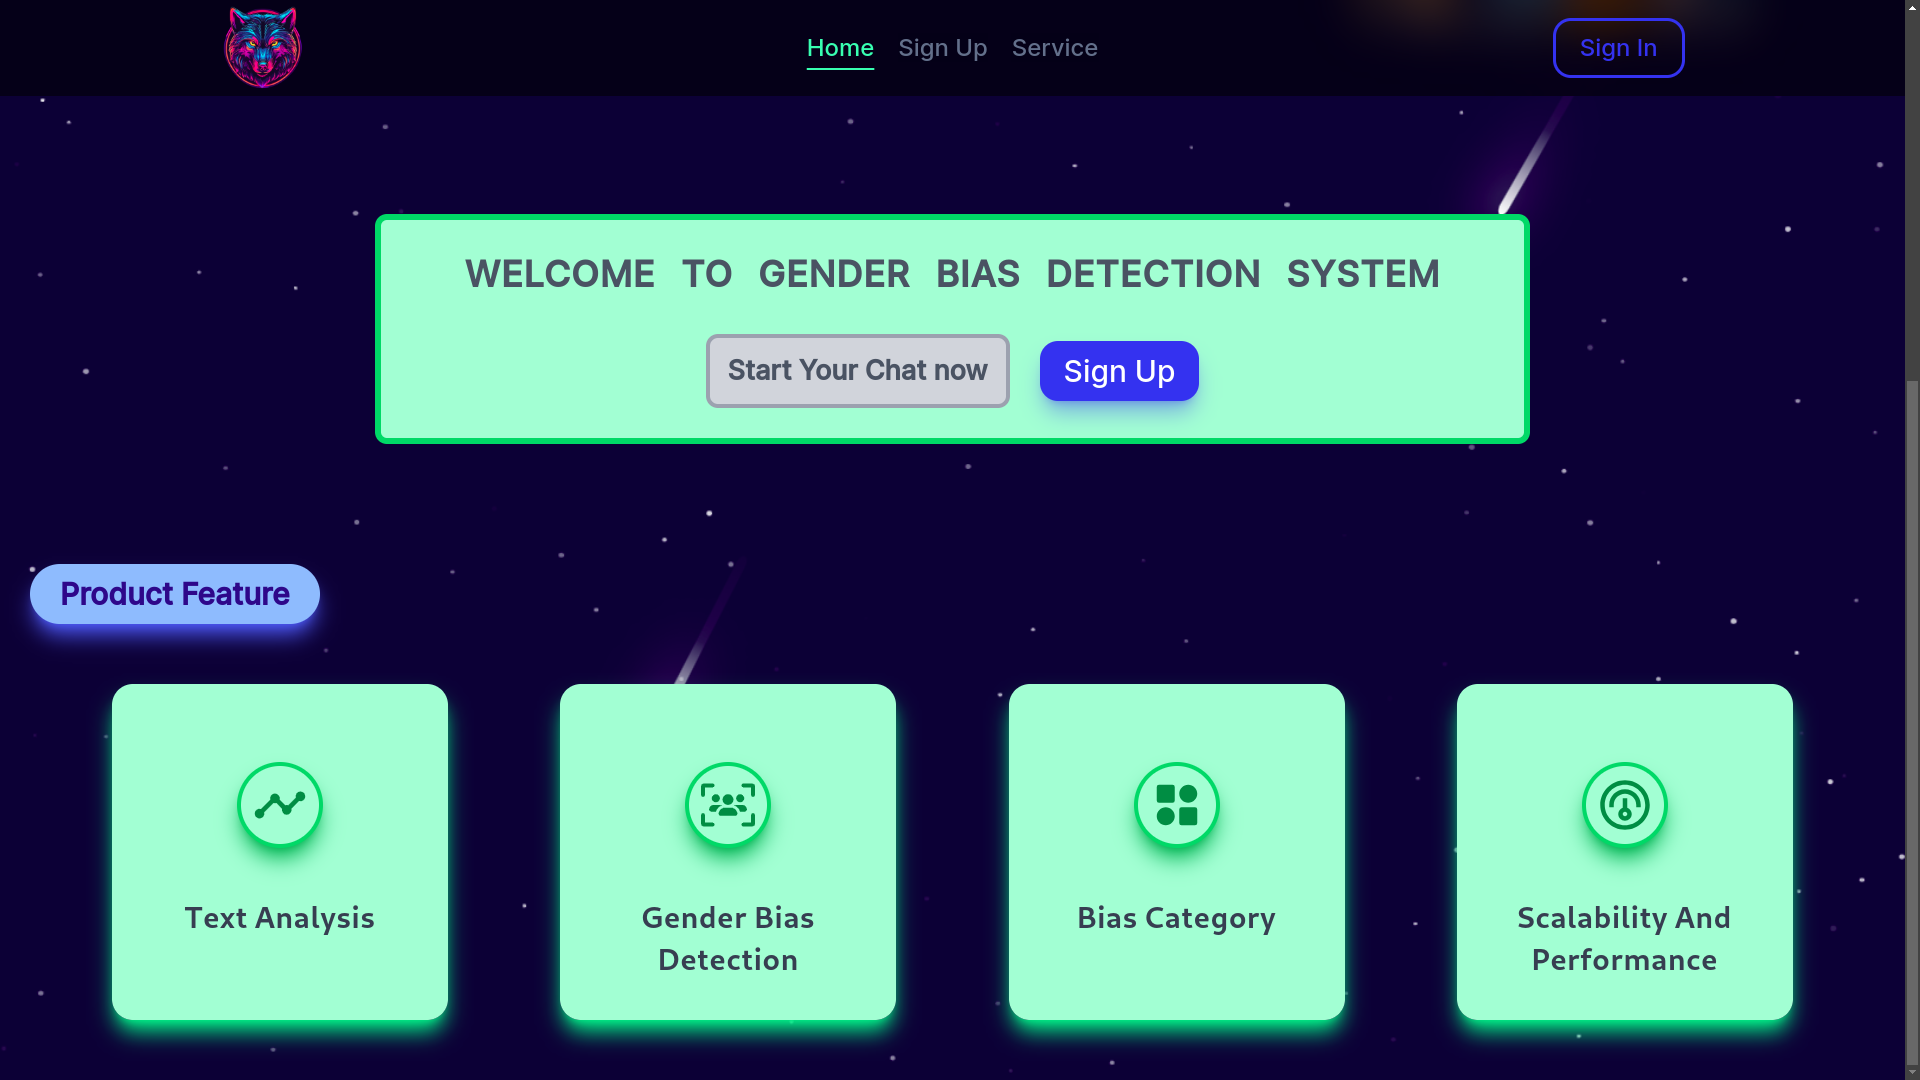 Home Sign Up Service Sign In
WELCOME TO GENDER BIAS DETECTION SYSTEM
Start Your Chat now Sign Up
Product Feature
Text Analysis
Gender Bias
Detection
Bias Category
Scalability And
Performance